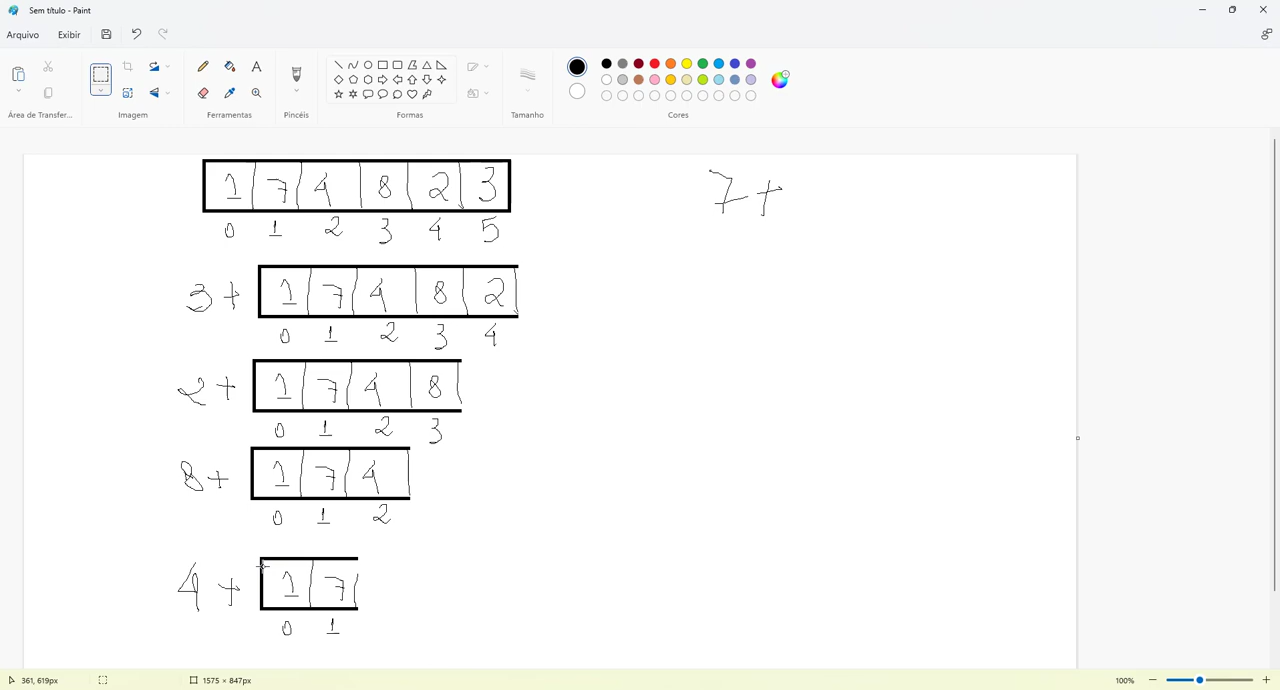 Sem título - Paint
Arquivo Exibir
Área de Transfer... Imagem Ferramentas Pincéis Formas Tamanho Cores
1 7 4 8 2 3
0 1 2 3 4 5
7+
3+ 1 7 4 8 2
0 1 2 3 4
2+ 1 7 4 8
0 1 2 3
8+ 1 7 4
0 1 2
4+ 1 7
0 1
361, 619px 1575 × 847px 100%